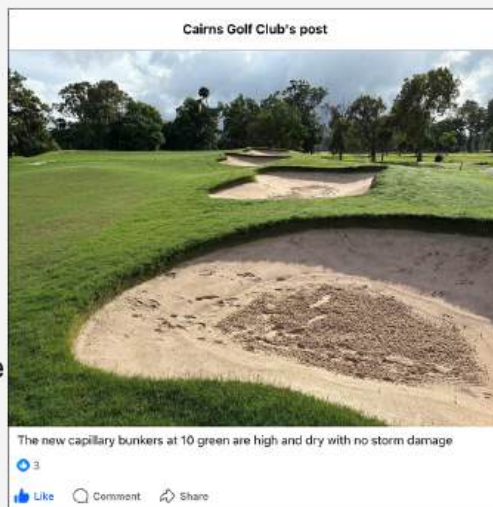 Cairns Golf Club's post
e
The new capillary bunkers at 10 green are high and dry with no storm damage
3
Like Comment Share